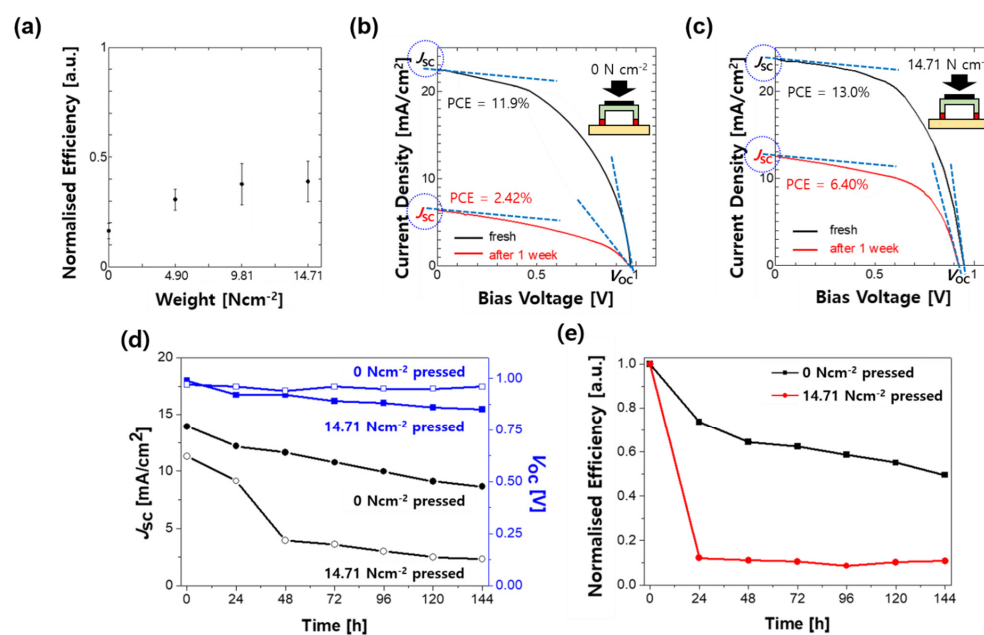 (a)
Normalised Efficiency [a.u.]
1
0.5
0
0
4.90
9.81
14.71
Weight [Ncm-2]
(b)
Current Density [mA/cm2]
JSC
20
10
0
PCE = 11.9%
0 N cm-2
JSC
PCE = 2.42%
fresh
after 1 week
0.5
VOC
1
Bias Voltage [V]
(c)
Current Density [mA/cm2]
JSC
20
10
0
PCE = 13.0%
14.71 N cm-2
JSC
PCE = 6.40%
fresh
after 1 week
0
0.5
VOC
1
Bias Voltage [V]
(d)
JSC [mA/cm2]
20
15
10
5
0
0 Ncm-2 pressed
14.71 Ncm-2 pressed
0 Ncm-2 pressed
14.71 Ncm-2 pressed
1.00
0.75
0.50
0.25
0.00
VOC [V]
0
24
48
72
96
120
144
Time [h]
(e)
Normalised Efficiency [a.u.]
1.0
0.8
0.6
0.4
0.2
0.0
0 Ncm-2 pressed
14.71 Ncm-2 pressed
0
24
48
72
96
120
144
Time [h]